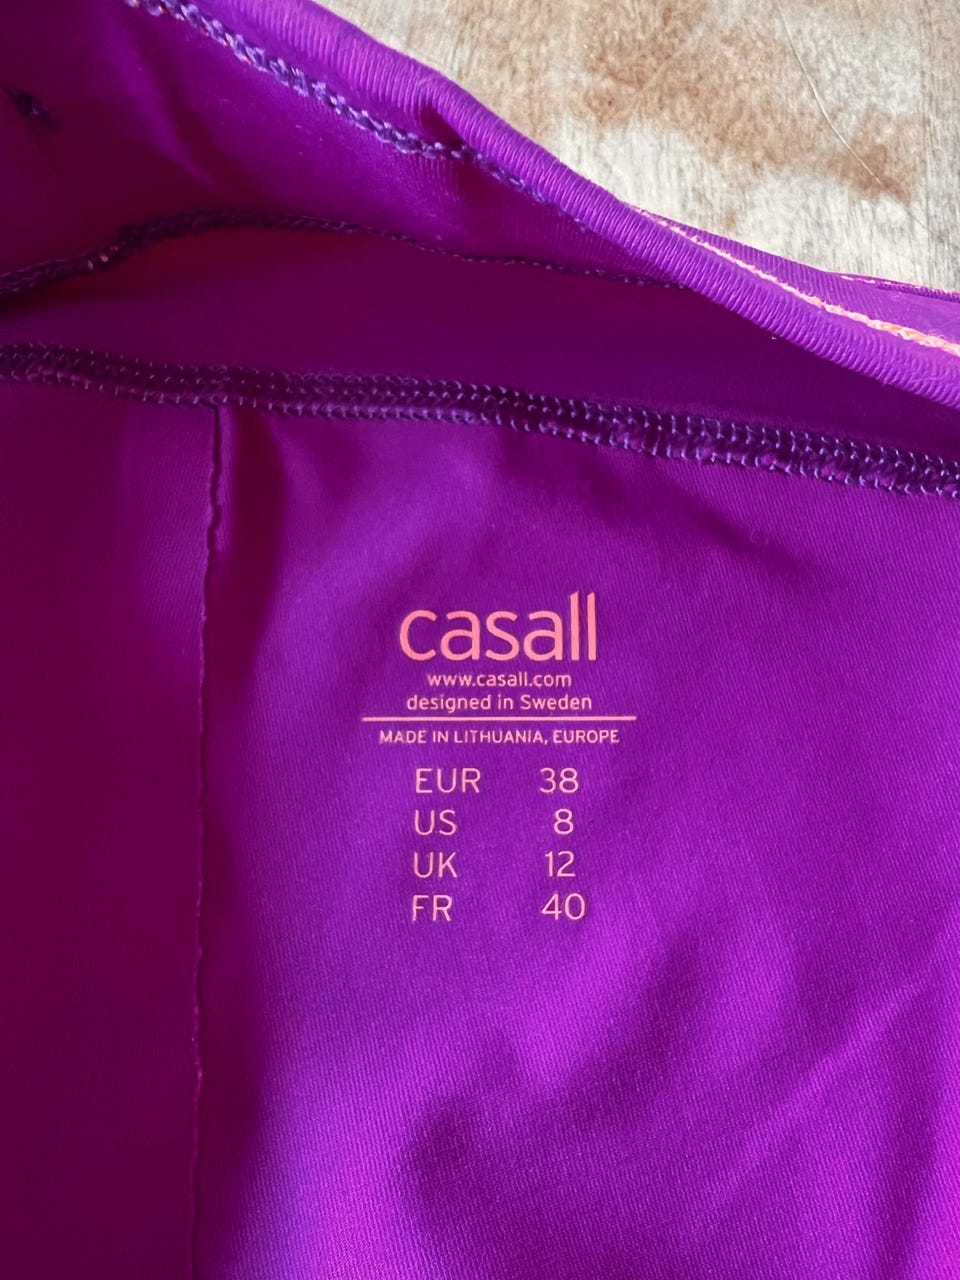 casall
www.casall.com
designed in Sweden
MADE IN LITHUANIA, EUROPE
EUR 38
US 8
UK 12
FR 40